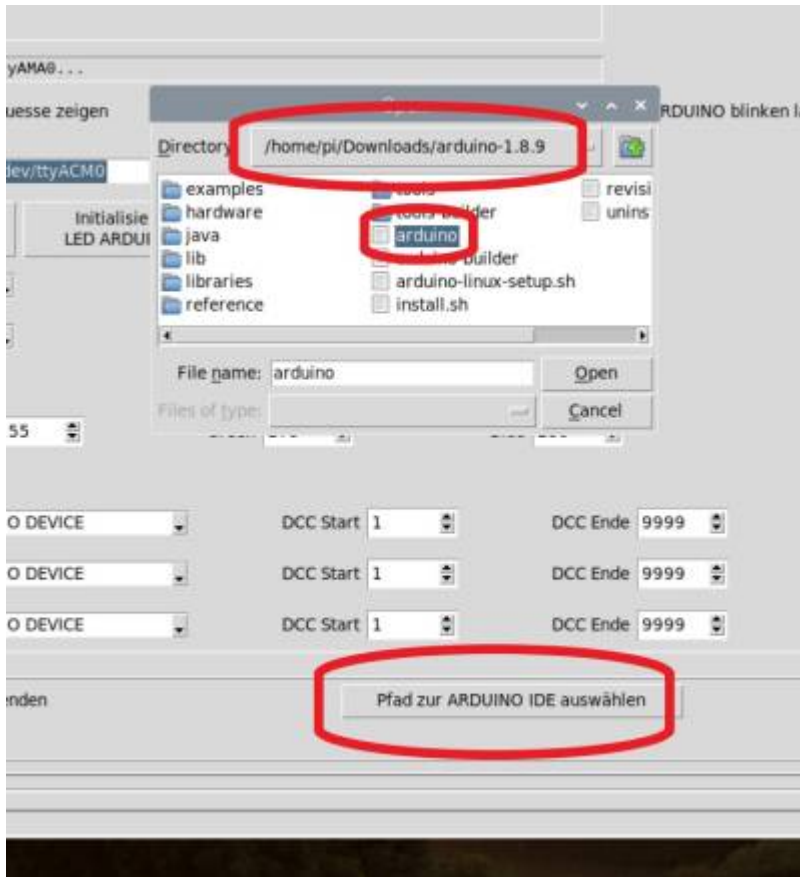 yAMA0...
uesse zeigen
RDUINO blinken l
Directory
/home/pi/Downloads/arduino-1.8.9
dev/ttyACM0
examples
revisi
hardware
unins
Initialisie
LED ARDUI
java
arduino
lib
libraries
arduino-linux-setup.sh
reference
install.sh
File name: arduino
Open
Files of type:
Cancel
55
O DEVICE
DCC Start 1
DCC Ende 9999
O DEVICE
DCC Start 1
DCC Ende 9999
O DEVICE
DCC Start 1
DCC Ende 9999
enden
Pfad zur ARDUINO IDE auswählen